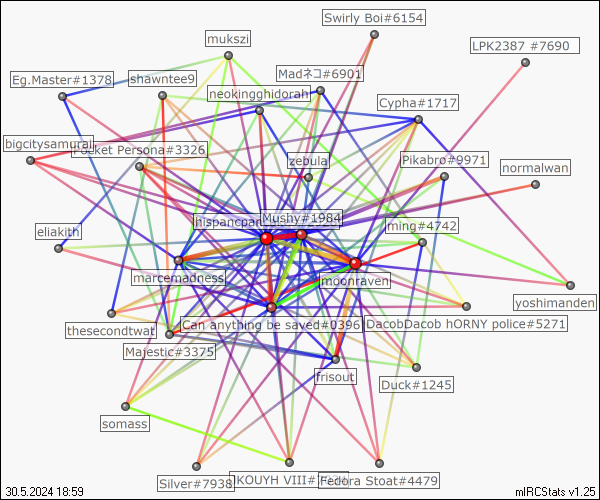 Swirly Boi#6154
mukszi
LPK2387 #7690
Eg.Master#1378
shawntee9
Madネコ#6901
neokingghidorah
Cypha#1717
bigcitysamurai
Pocket Persona#3326
zebula
Pikabro#9971
normalwan
Mushy#1984
eliakith
ming#4742
marcemadness
moonraven
yoshimanden
thesecondtwat
Can anything be saved#0396
DacobDacob hORNY police#5271
Majestic#3375
frisout
Duck#1245
somass
Silver#7938
Fedora Stoat#4479
30.5.2024 18:59
mIRCStats v1.25